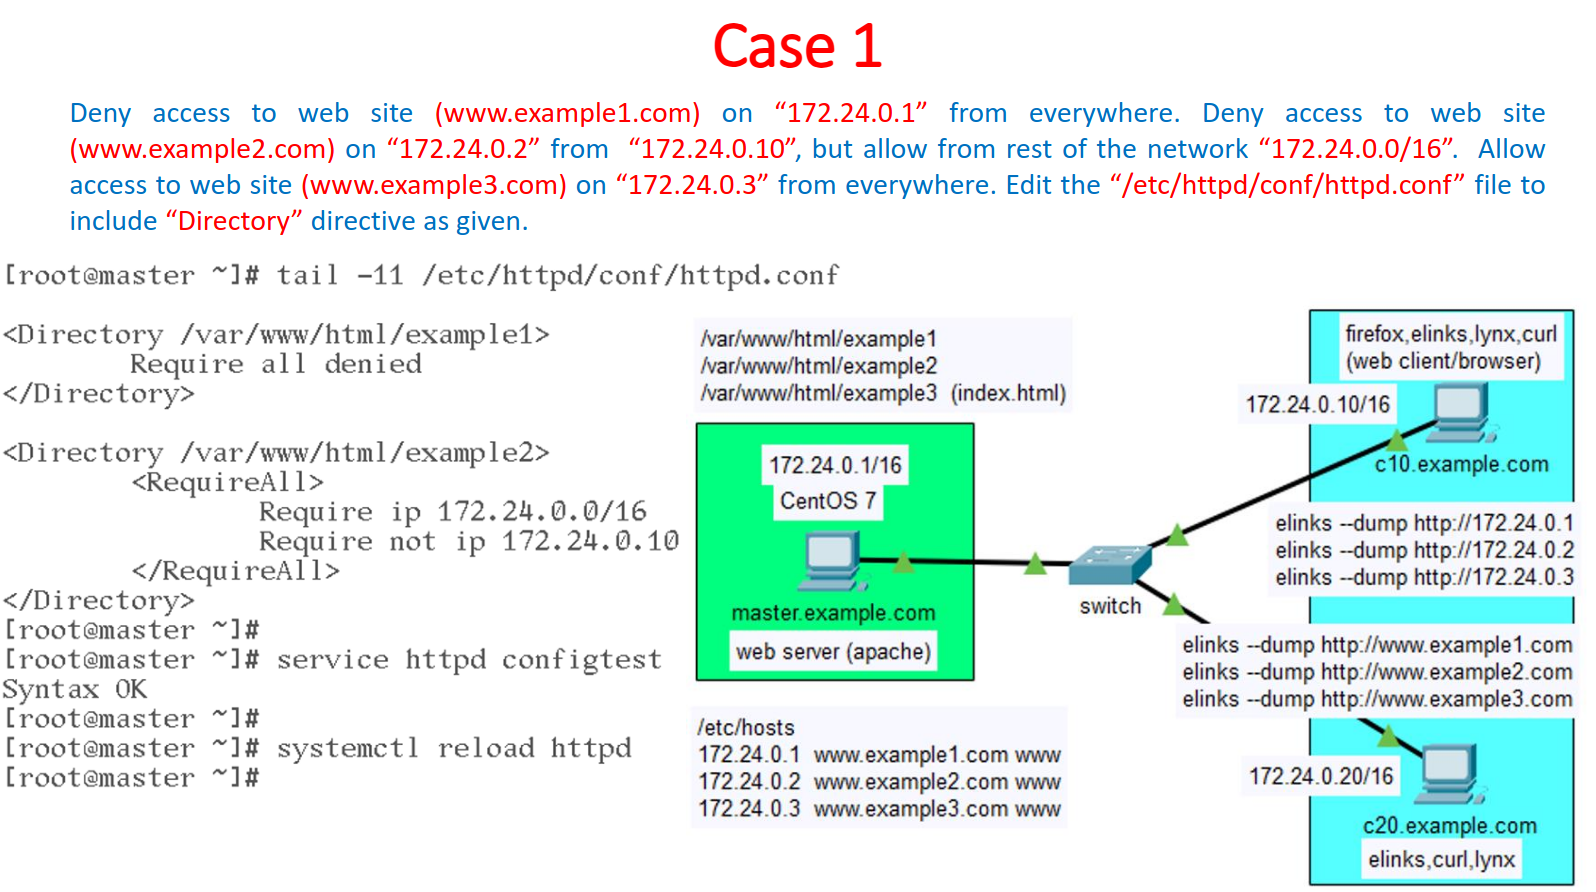 Case 1
Deny access to web site (www.example1.com) on “172.24.0.1” from everywhere. Deny access to web site
(www.example2.com) on “172.24.0.2” from “172.24.0.10”, but allow from rest of the network “172.24.0.0/16”. Allow
access to web site (www.example3.com) on “172.24.0.3” from everywhere. Edit the “/etc/httpd/conf/httpd.conf” file to
include “Directory” directive as given.
[root@master ~]# tail -11 /etc/httpd/conf/httpd.conf
<Directory /var/www/html/example1>
Require all denied
</Directory>
<Directory /var/www/html/example2>
<RequireAll>
Require ip 172.24.0.0/16
Require not ip 172.24.0.10
</RequireAll>
</Directory>
[root@master ~]#
[root@master ~]# service httpd configtest
Syntax OK
[root@master ~]#
[root@master ~]# systemctl reload httpd
[root@master ~]#
/var/www/html/example1
/var/www/html/example2
/var/www/html/example3 (index.html)
172.24.0.1/16
CentOS 7
master.example.com
web server (apache)
/etc/hosts
172.24.0.1 www.example1.com www
172.24.0.2 www.example2.com www
172.24.0.3 www.example3.com www
switch
firefox,elinks,lynx,curl
(web client/browser)
172.24.0.10/16
c10.example.com
elinks --dump http://172.24.0.1
elinks --dump http://172.24.0.2
elinks --dump http://172.24.0.3
elinks --dump http://www.example1.com
elinks --dump http://www.example2.com
elinks --dump http://www.example3.com
172.24.0.20/16
c20.example.com
elinks,curl,lynx